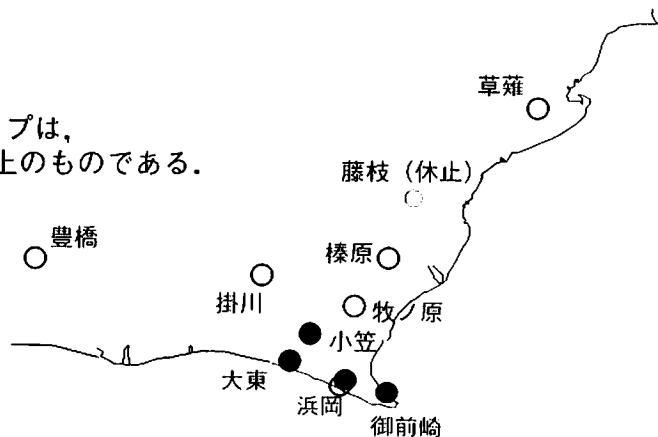 草薙
プは,
上のものである.
藤枝（休止）
豊橋
榛原
掛川
牧ノ原
小笠
大東
浜岡
御前崎